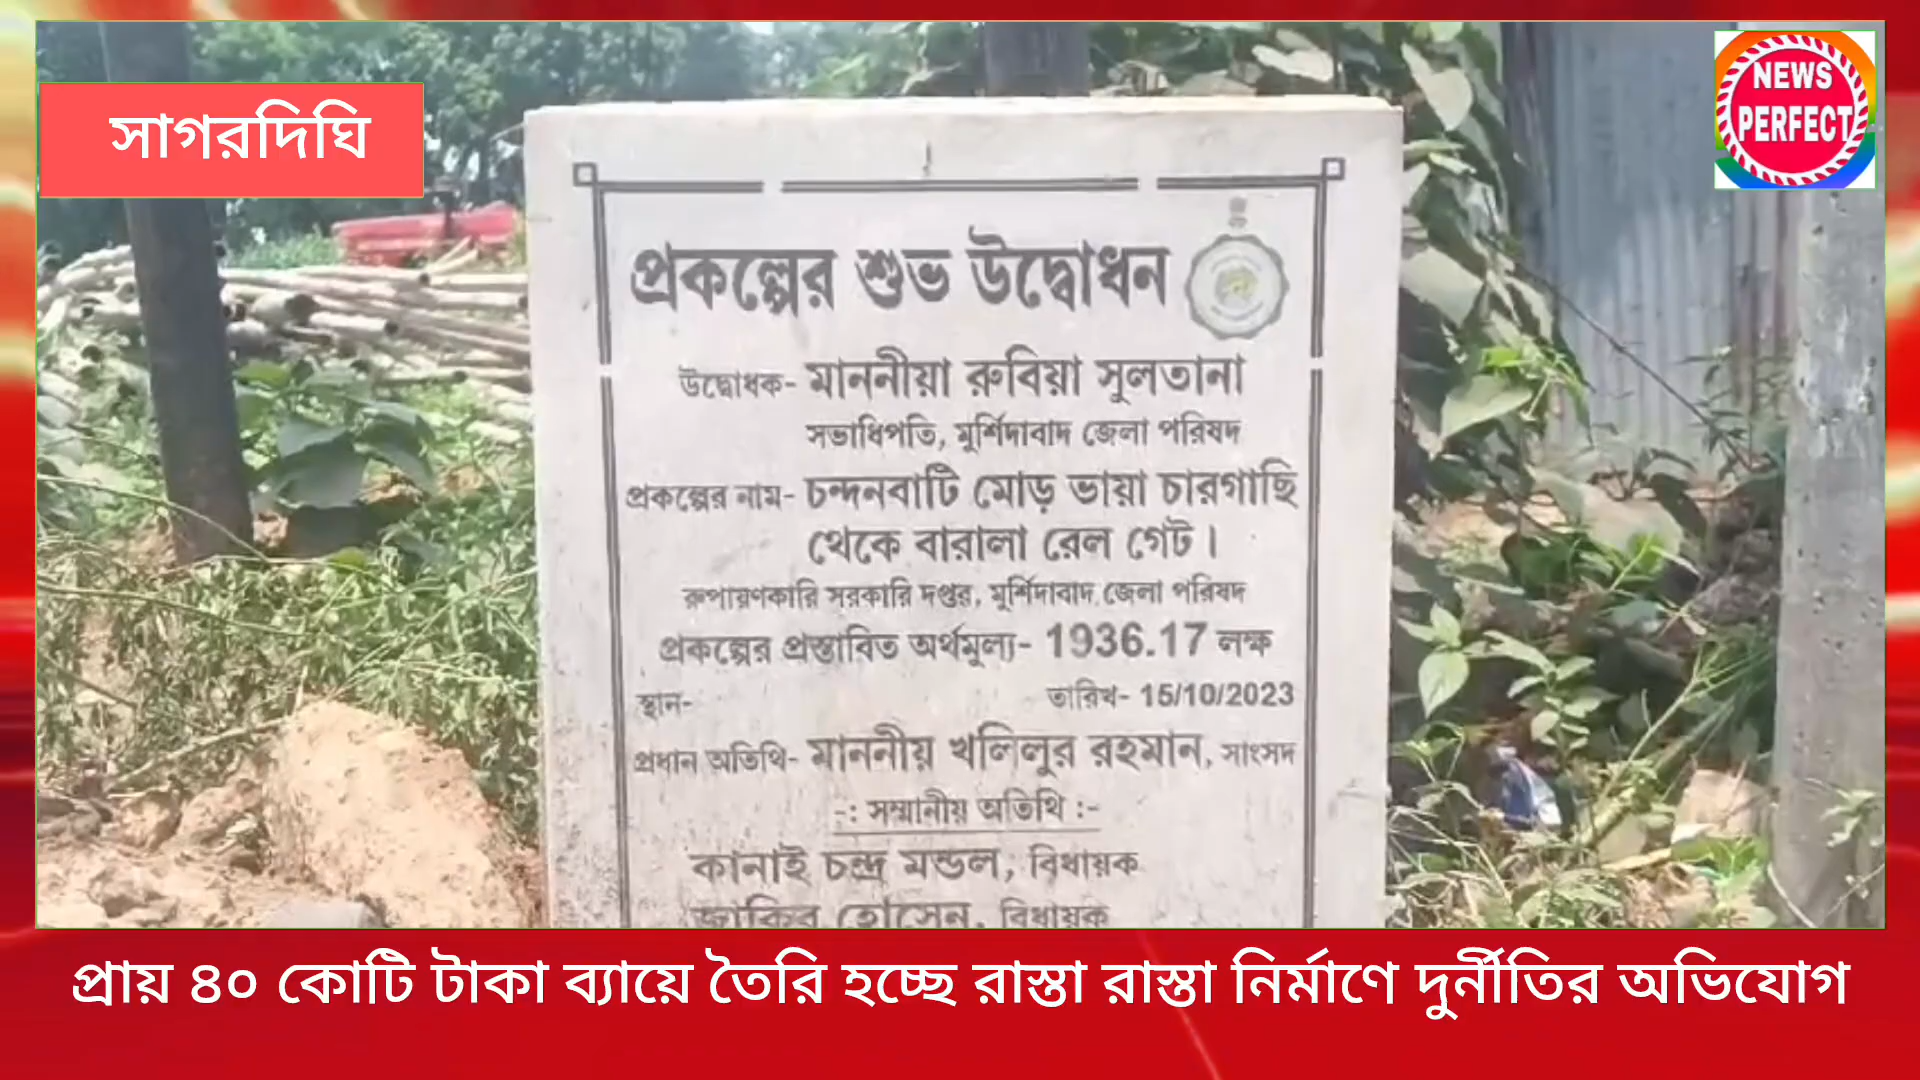 সাগরদিঘি
NEWS
PERFECT
প্রকল্পের শুভ উদ্বোধন
উদ্বোধক- মাননীয়া রুবিয়া সুলতানা
সভাধিপতি, মুর্শিদাবাদ জেলা পরিষদ
প্রকল্পের নাম- চন্দনবাটি মোড় ভায়া চারগাছি
থেকে বারালা রেল গেট।
রুপায়ণকারি সরকারি দপ্তর, মুর্শিদাবাদ জেলা পরিষদ
প্রকল্পের প্রস্তাবিত অর্থমুল্য- 1936.17 লক্ষ
স্থান- তারিখ- 15/10/2023
প্রধান অতিথি- মাননীয় খলিলুর রহমান, সাংসদ
-: সম্মানীয় অতিথি :-
কানাই চন্দ্র মন্ডল, বিধায়ক
জাকির হোসেন, বিধায়ক
প্রায় ৪০ কোটি টাকা ব্যায়ে তৈরি হচ্ছে রাস্তা রাস্তা নির্মাণে দুর্নীতির অভিযোগ